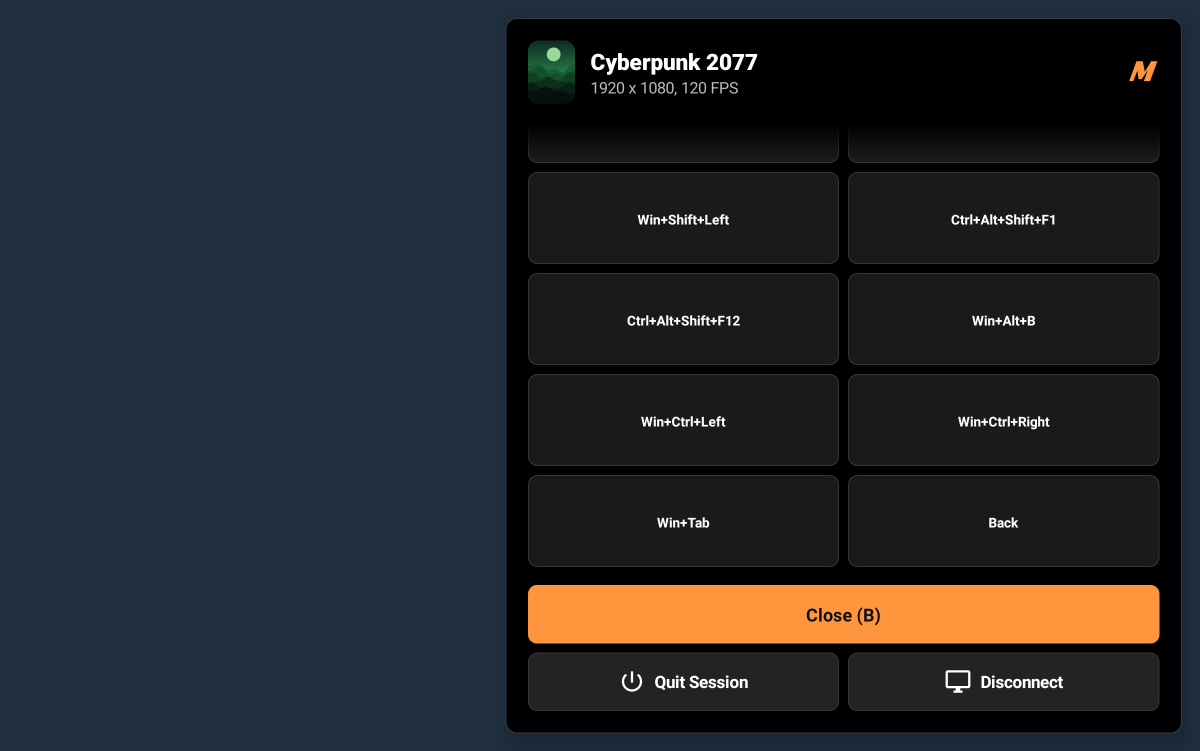 Cyberpunk 2077
1920 x 1080, 120 FPS
Win+Shift+Left
Ctrl+Alt+Shift+F1
Ctrl+Alt+Shift+F12
Win+Alt+B
Win+Ctrl+Left
Win+Ctrl+Right
Win+Tab
Back
Close (B)
Quit Session
Disconnect